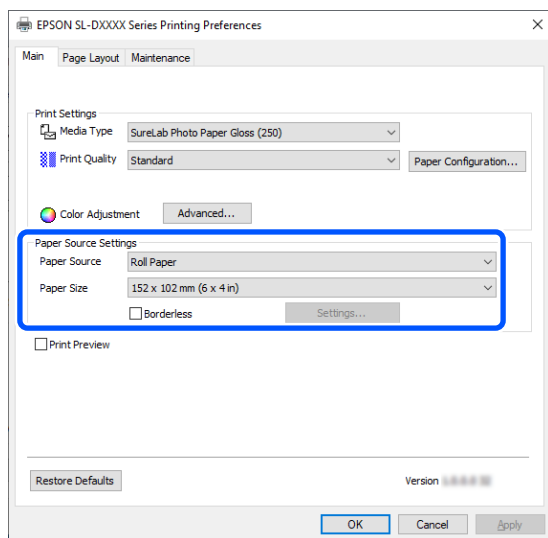 EPSON SL-DXXXX Series Printing Preferences
Main Page Layout Maintenance
Print Settings
Media Type SureLab Photo Paper Gloss (250)
Print Quality Standard Paper Configuration...
Color Adjustment Advanced...
Paper Source Settings
Paper Source Roll Paper
Paper Size 152 x 102 mm (6 x 4 in)
Borderless Settings...
Print Preview
Restore Defaults Version
OK Cancel Apply